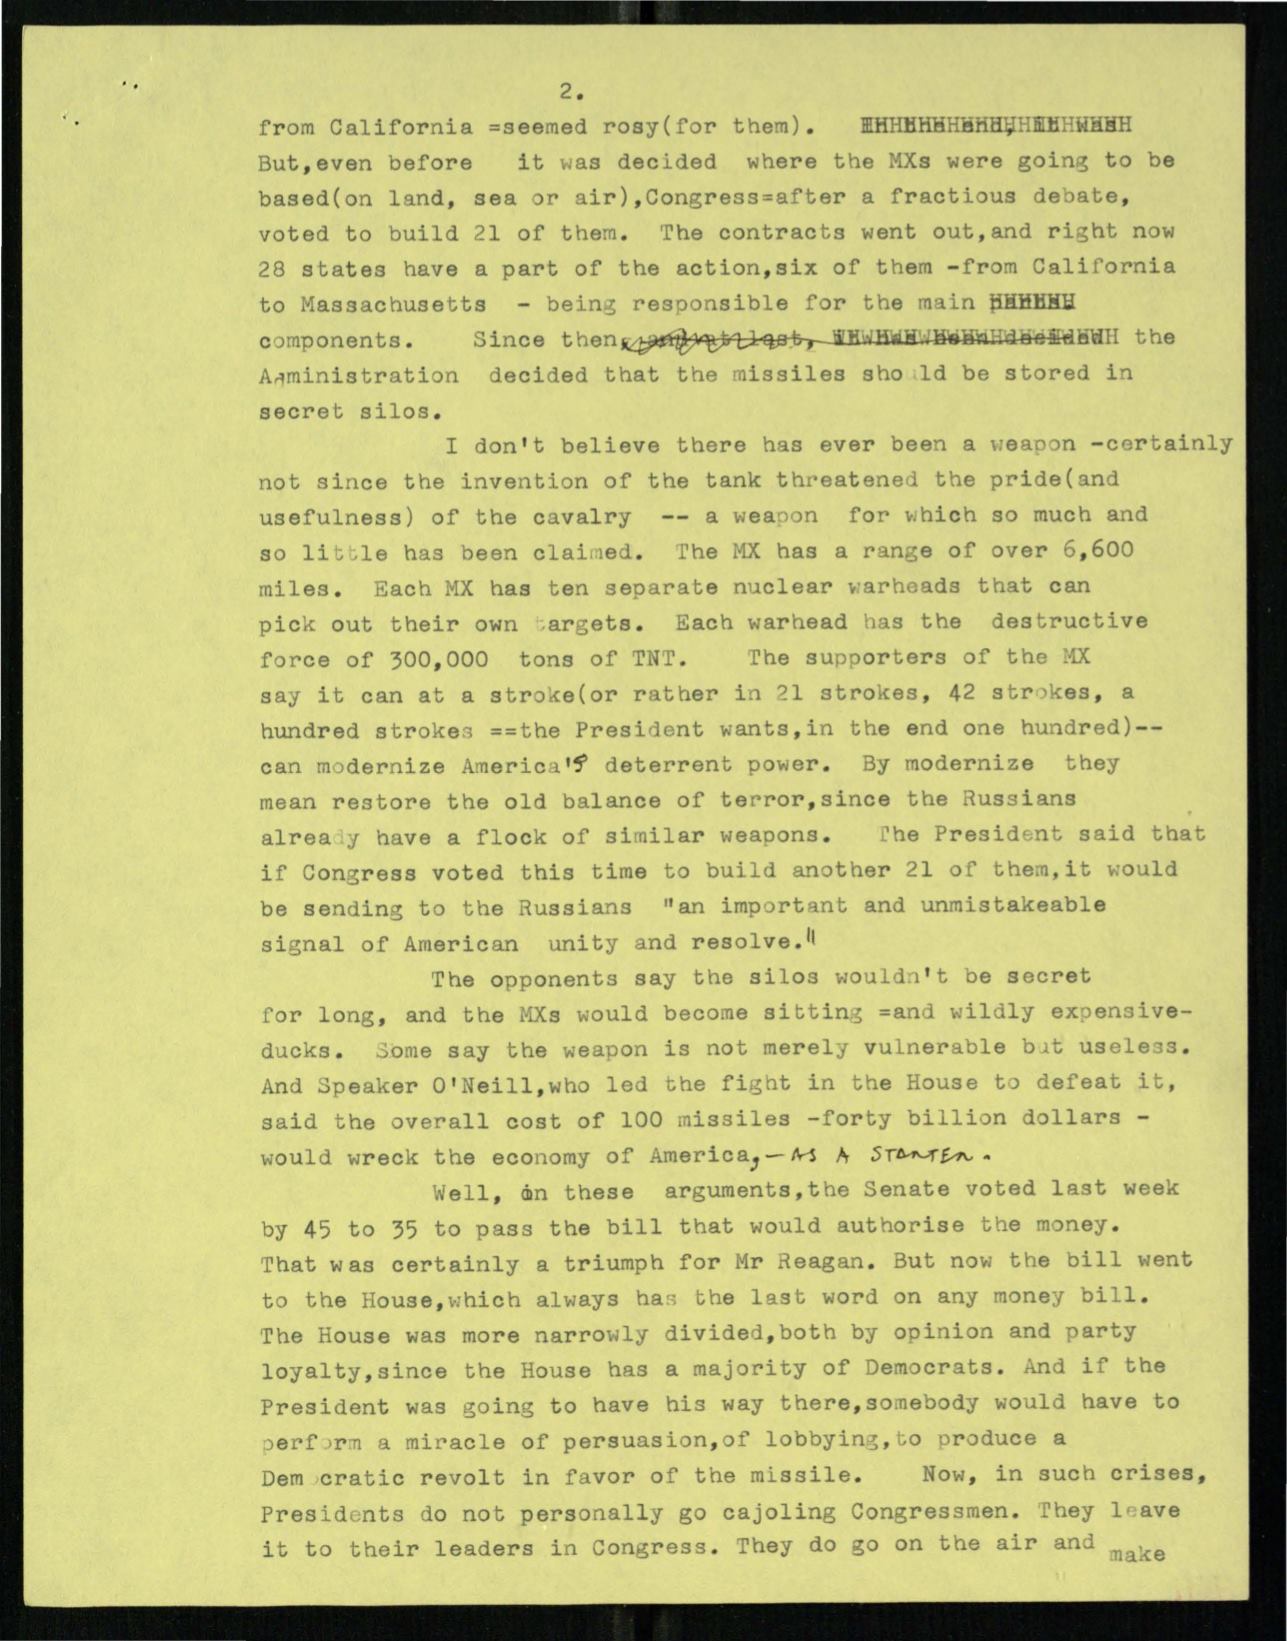 2.
from California =seemed rosy(for them).
But,even before it was decided where the MXs were going to be
based(on land, sea or air),Congress=after a fractious debate,
voted to build 21 of them. The contracts went out,and right now
28 states have a part of the action,six of them -from California
to Massachusetts - being responsible for the main
components. Since then, the
Administration decided that the missiles should be stored in
secret silos.
I don't believe there has ever been a weapon -certainly
not since the invention of the tank threatened the pride(and
usefulness) of the cavalry -- a weapon for which so much and
so little has been claimed. The MX has a range of over 6,600
miles. Each MX has ten separate nuclear warheads that can
pick out their own targets. Each warhead has the destructive
force of 300,000 tons of TNT. The supporters of the MX
say it can at a stroke(or rather in 21 strokes, 42 strokes, a
hundred strokes ==the President wants,in the end one hundred)--
can modernize America's deterrent power. By modernize they
mean restore the old balance of terror,since the Russians
already have a flock of similar weapons. The President said that
if Congress voted this time to build another 21 of them,it would
be sending to the Russians "an important and unmistakeable
signal of American unity and resolve."
The opponents say the silos wouldn't be secret
for long, and the MXs would become sitting =and wildly expensive-
ducks. Some say the weapon is not merely vulnerable but useless.
And Speaker O'Neill,who led the fight in the House to defeat it,
said the overall cost of 100 missiles -forty billion dollars -
would wreck the economy of America,- AS A STARTER.
Well, on these arguments,the Senate voted last week
by 45 to 35 to pass the bill that would authorise the money.
That was certainly a triumph for Mr Reagan. But now the bill went
to the House,which always has the last word on any money bill.
The House was more narrowly divided,both by opinion and party
loyalty,since the House has a majority of Democrats. And if the
President was going to have his way there,somebody would have to
perform a miracle of persuasion,of lobbying,to produce a
Democratic revolt in favor of the missile. Now, in such crises,
Presidents do not personally go cajoling Congressmen. They leave
it to their leaders in Congress. They do go on the air and make